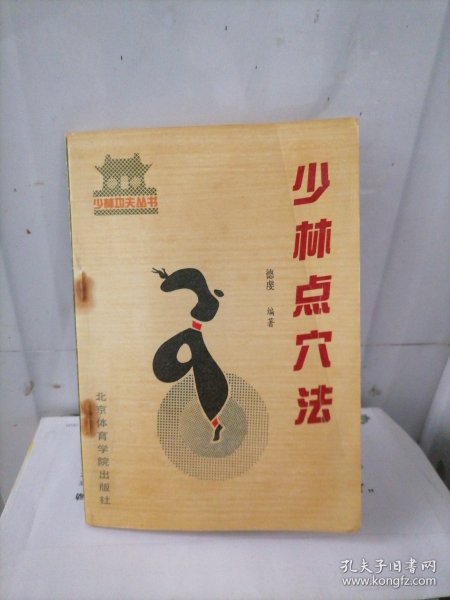 少林功夫丛书
少林点穴法
德虔 编著
北京体育学院出版社
孔夫子旧书网
www.kongfz.com